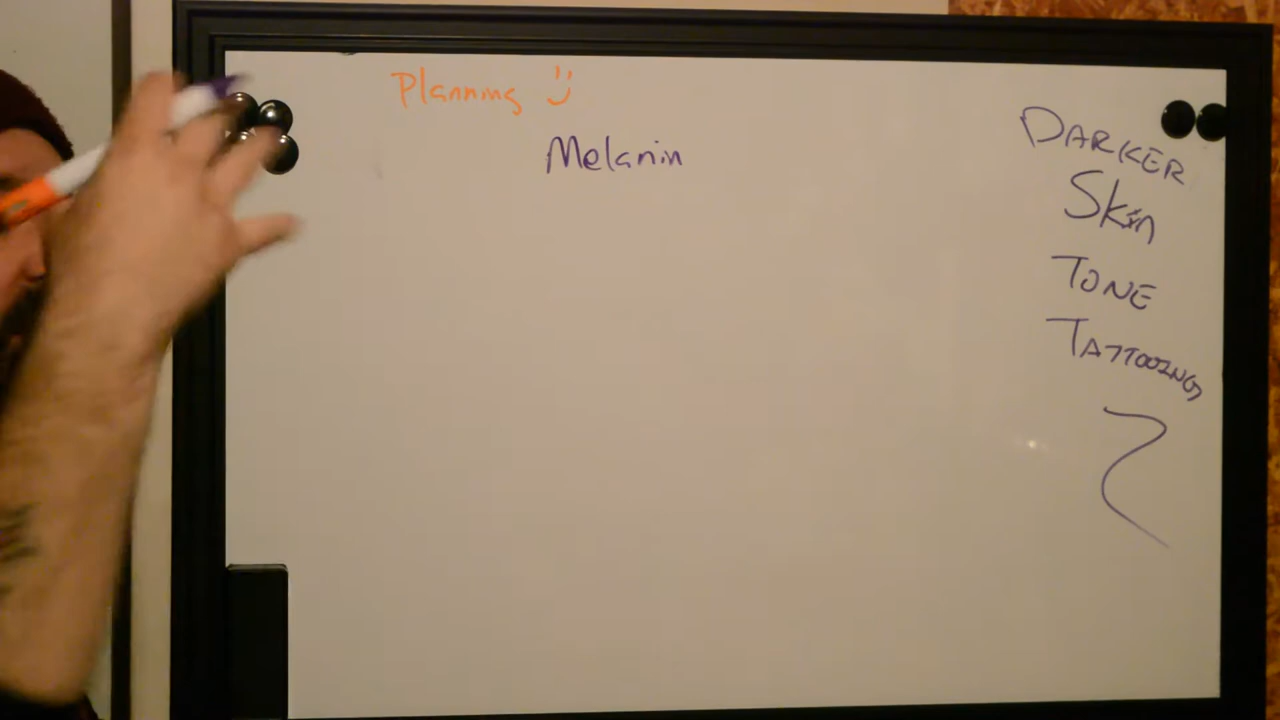 Planning :)
Melanin
DARKER
Skin
TONE
TATTOOING